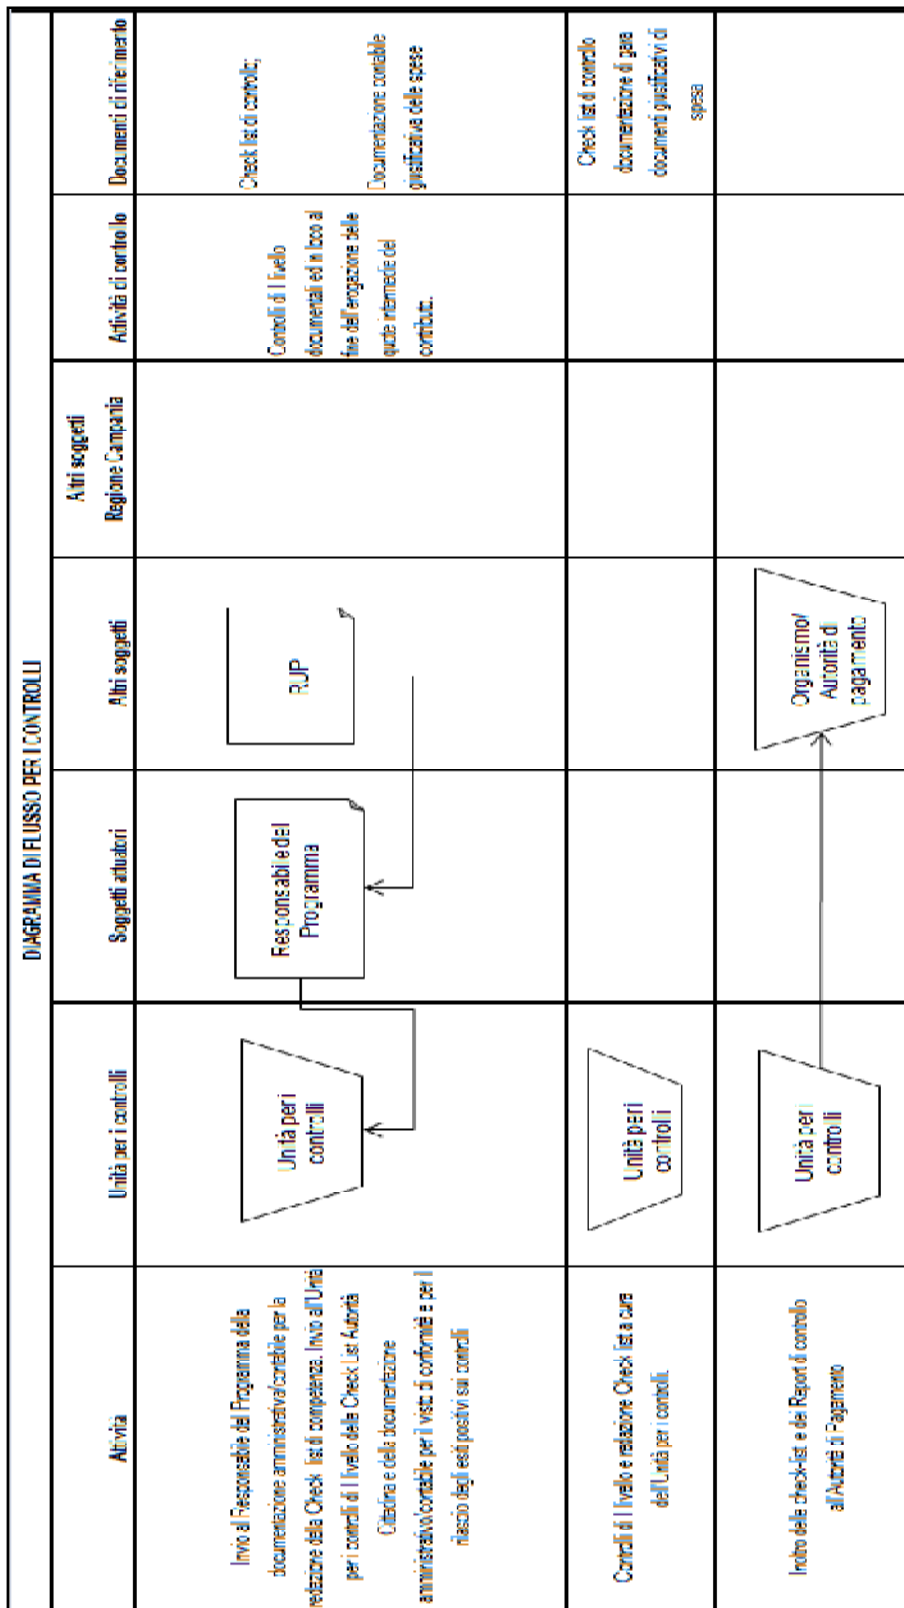 DIAGRAMMA DI FLUSSO PER I CONTROLLI
Attività
Unità per i controlli
Soggetti attuatori
Altri soggetti
Altri soggetti
Regione Campania
Attività di controllo
Documenti di riferimento
Invio al Responsabile del Programma della
documentazione amministrativa/contabile per la
redazione della Check list di competenza. Invio all'Unità
per i controlli di I livello della Check List Autorità
Cittadina e della documentazione
amministrativo/contabile per il visto di conformità e per il
rilascio degli esiti positivi sui controlli
Unità per i
controlli
Responsabile del
Programma
RUP
Controlli di I livello
documentali ed in loco al
fine dell'erogazione delle
quote intermedie del
contributo.
Check list di controllo;
Documentazione contabile
giustificativa delle spese
Controlli di I livello e redazione Check list a cura
dell'Unità per i controlli.
Unità per i
controlli
Check list di controllo
documentazione di gara
documenti giustificativi di
spesa
Inoltro delle check-list e dei Report di controllo
all'Autorità di Pagamento
Unità per i
controlli
Organismo/
Autorità di
pagamento